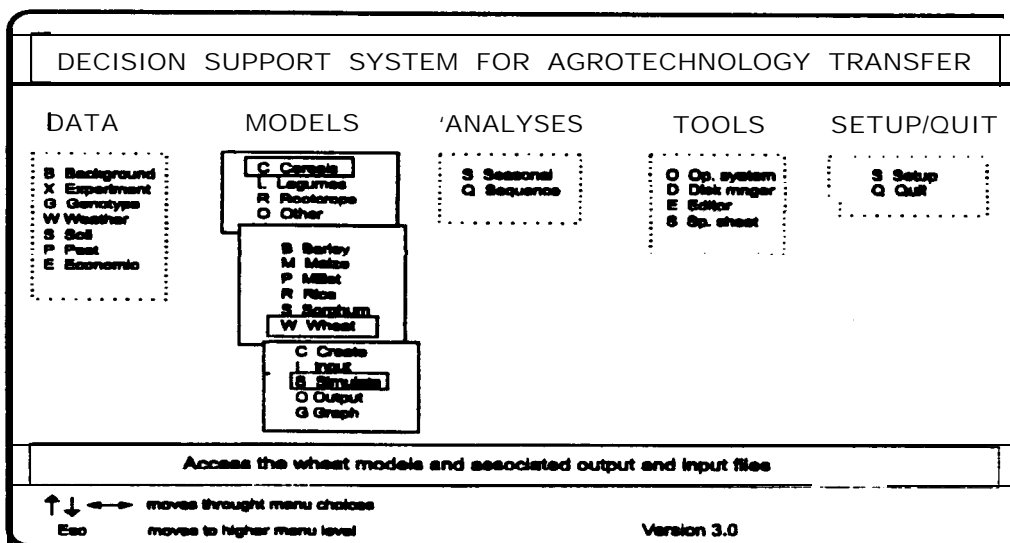 DECISION SUPPORT SYSTEM FOR AGROTECHNOLOGY TRANSFER
DATA
B Background
X Experiment
G Genotype
W Weather
S Soil
P Pest
E Economic
MODELS
C Cereals
L Legumes
R Rootcrops
O Other
B Barley
M Maize
P Millet
R Rice
S Sorghum
W Wheat
C Create
I Input
S Simulate
O Output
G Graph
'ANALYSES
S Seasonal
Q Sequence
TOOLS
O Op. system
D Disk mnger
E Editor
S Sp. sheet
SETUP/QUIT
S Setup
Q Quit
Access the wheat models and associated output and input files
↑↓←→ moves throught menu choices
Esc moves to higher menu level
Version 3.0